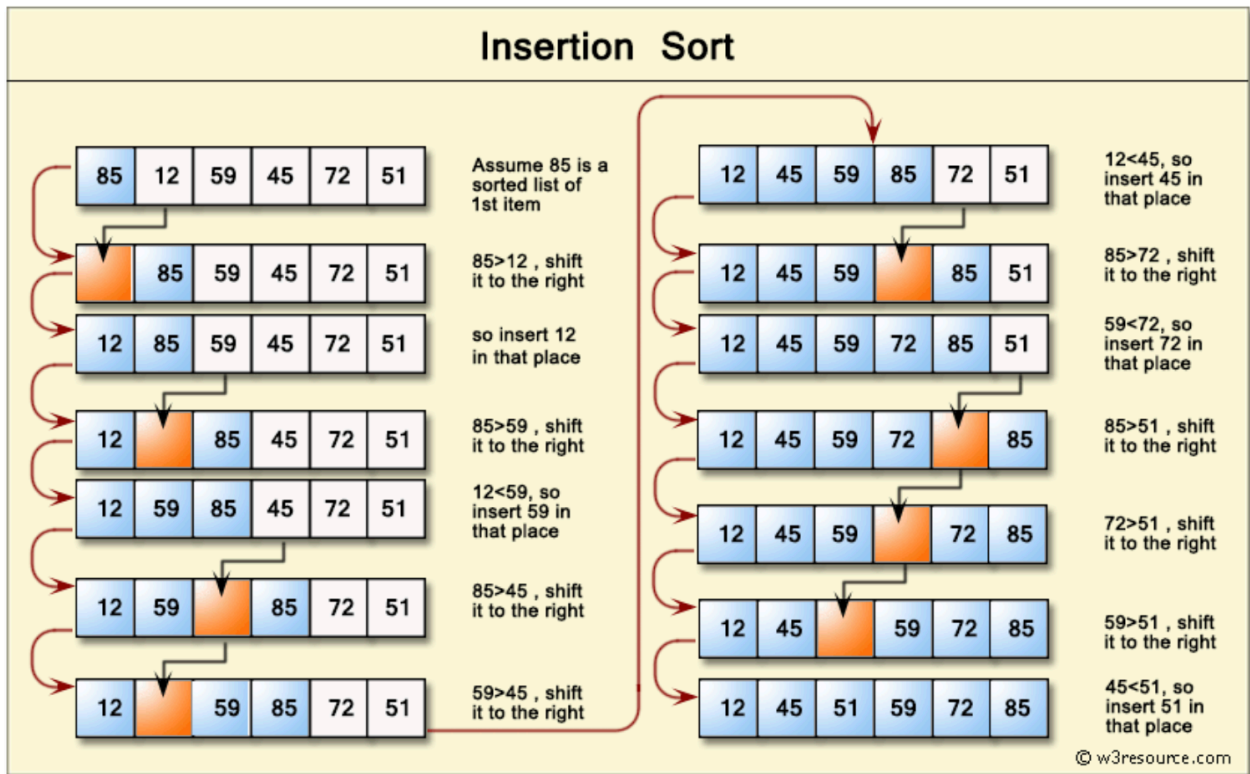 Insertion Sort
85 12 59 45 72 51
Assume 85 is a
sorted list of
1st item
85 59 45 72 51
85>12 , shift
it to the right
12 85 59 45 72 51
so insert 12
in that place
12 85 45 72 51
85>59 , shift
it to the right
12 59 85 45 72 51
12<59, so
insert 59 in
that place
12 59 85 72 51
85>45 , shift
it to the right
12 59 85 72 51
59>45 , shift
it to the right
12 45 59 85 72 51
12<45, so
insert 45 in
that place
12 45 59 85 51
85>72 , shift
it to the right
12 45 59 72 85 51
59<72, so
insert 72 in
that place
12 45 59 72 85
85>51 , shift
it to the right
12 45 59 72 85
72>51 , shift
it to the right
12 45 59 72 85
59>51 , shift
it to the right
12 45 51 59 72 85
45<51, so
insert 51 in
that place
© w3resource.com